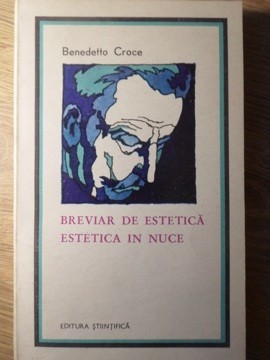 Benedetto Croce
BREVIAR DE ESTETICĂ
ESTETICA IN NUCE
EDITURA ŞTIINŢIFICĂ